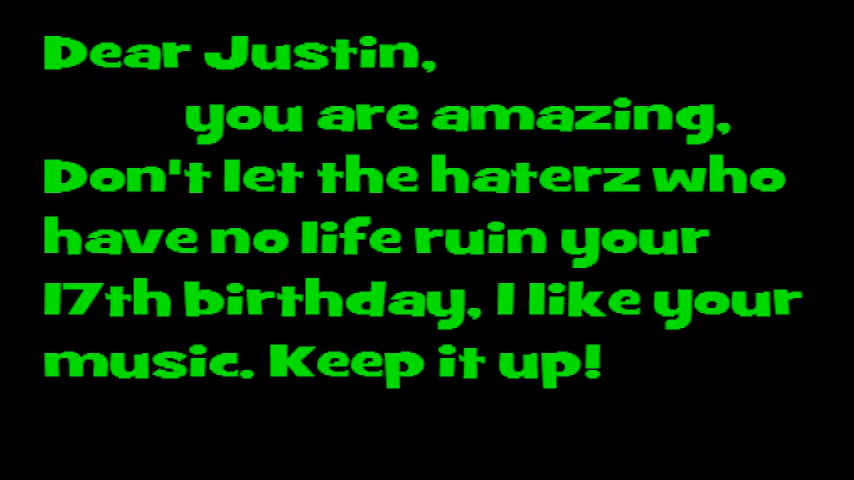 Dear Justin,
you are amazing,
Don't let the haterz who
have no life ruin your
17th birthday, I like your
music. Keep it up!